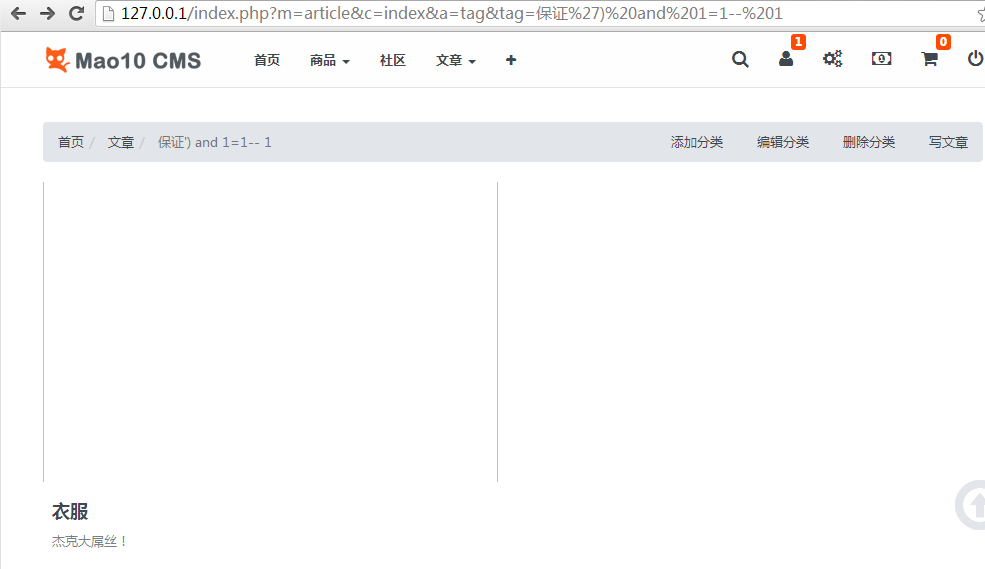 127.0.0.1/index.php?m=article&c=index&a=tag&tag=保证%27)%20and%201=1--%201
Mao10 CMS 首页 商品 社区 文章 + 1 0 0
首页 / 文章 / 保证') and 1=1-- 1 添加分类 编辑分类 删除分类 写文章
衣服
杰克大屌丝！